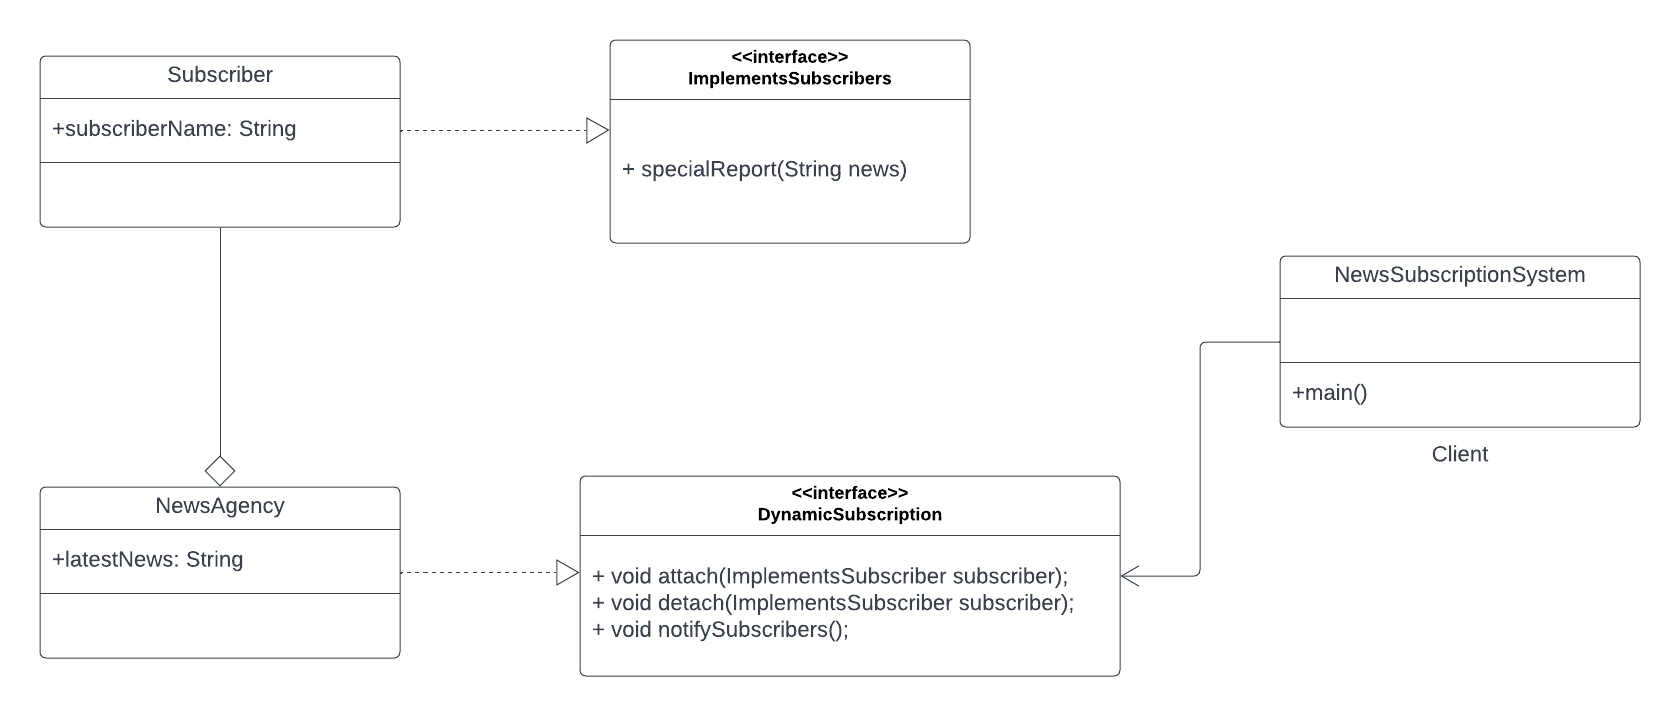 Subscriber
+subscriberName: String
<<interface>>
ImplementsSubscribers
+ specialReport(String news)
NewsSubscriptionSystem
+main()
Client
NewsAgency
+latestNews: String
<<interface>>
DynamicSubscription
+ void attach(ImplementsSubscriber subscriber);
+ void detach(ImplementsSubscriber subscriber);
+ void notifySubscribers();